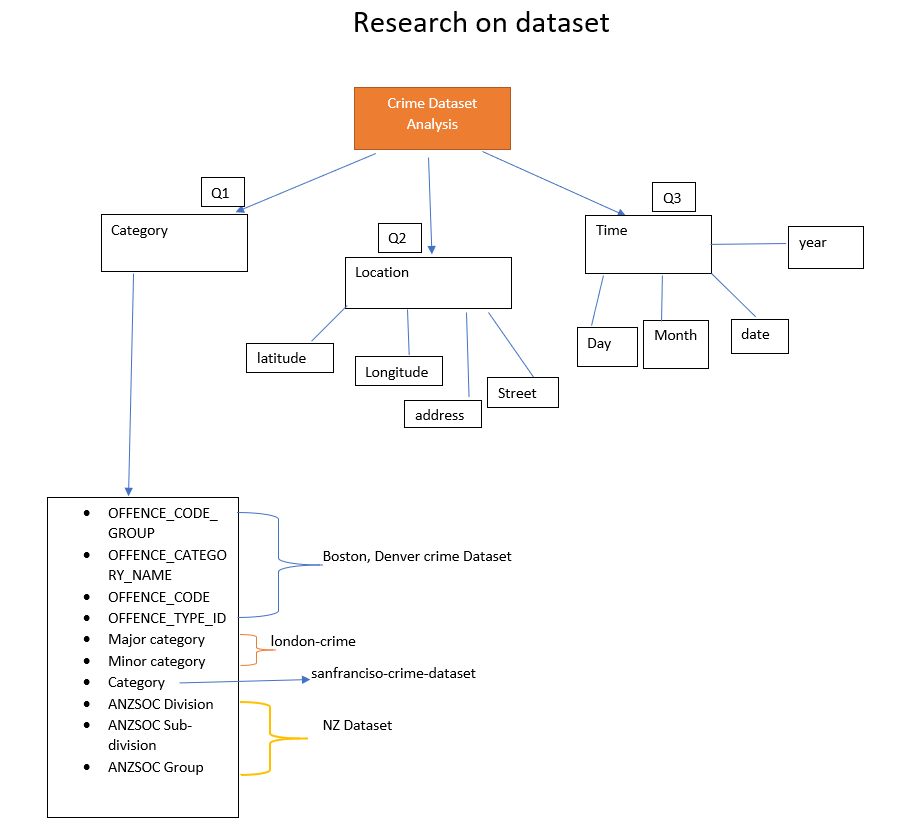 Research on dataset
Crime Dataset
Analysis
Q1
Category
Q2
Location
Q3
Time
year
latitude
Longitude
address
Street
Day
Month
date
• OFFENCE_CODE_
GROUP
• OFFENCE_CATEGO
RY_NAME
• OFFENCE_CODE
• OFFENCE_TYPE_ID
• Major category
• Minor category
• Category
• ANZSOC Division
• ANZSOC Sub-
division
• ANZSOC Group
Boston, Denver crime Dataset
london-crime
sanfranciso-crime-dataset
NZ Dataset